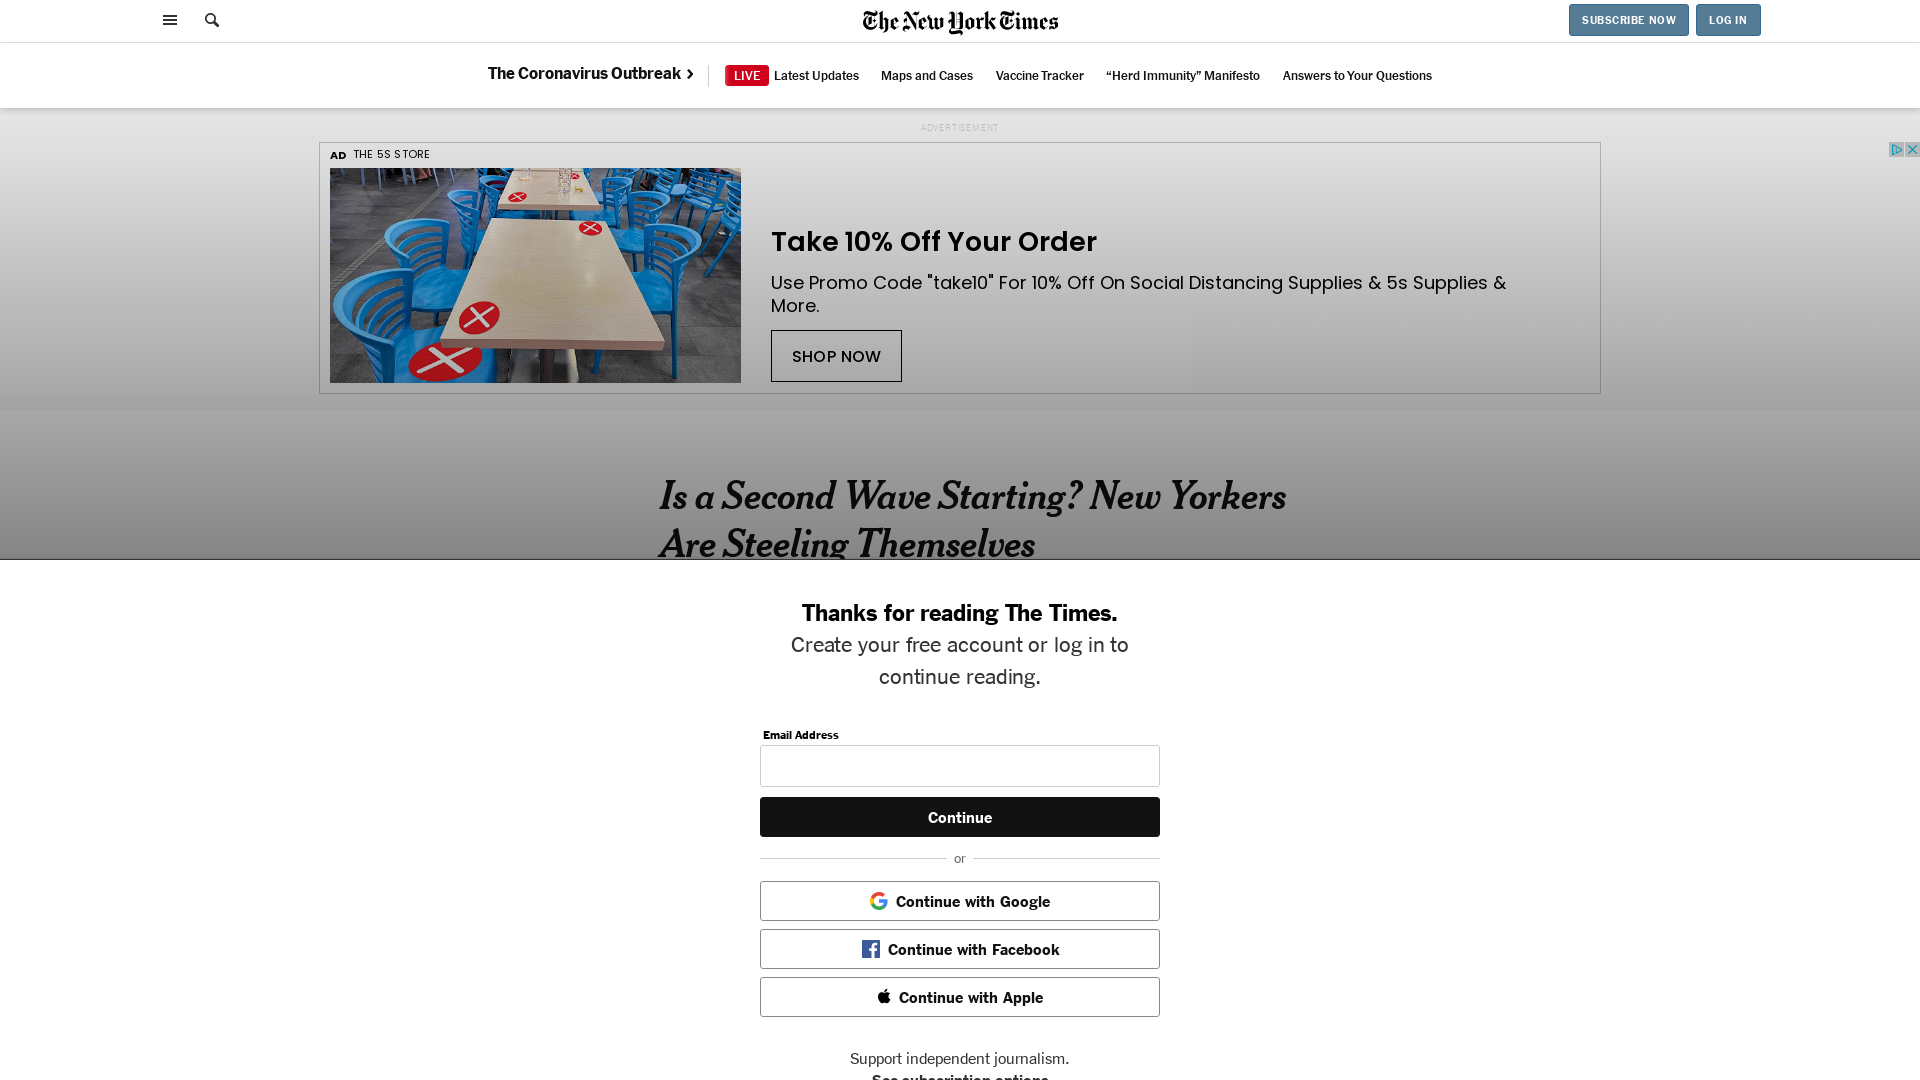 The New York Times
SUBSCRIBE NOW
LOG IN
The Coronavirus Outbreak
LIVE Latest Updates
Maps and Cases
Vaccine Tracker
“Herd Immunity” Manifesto
Answers to Your Questions
ADVERTISEMENT
AD THE 5S STORE
Take 10% Off Your Order
Use Promo Code "take10" For 10% Off On Social Distancing Supplies & 5s Supplies &
More.
SHOP NOW
Is a Second Wave Starting? New Yorkers
Are Steeling Themselves
Thanks for reading The Times.
Create your free account or log in to
continue reading.
Email Address
Continue
or
Continue with Google
Continue with Facebook
Continue with Apple
Support independent journalism.
See subscription options.